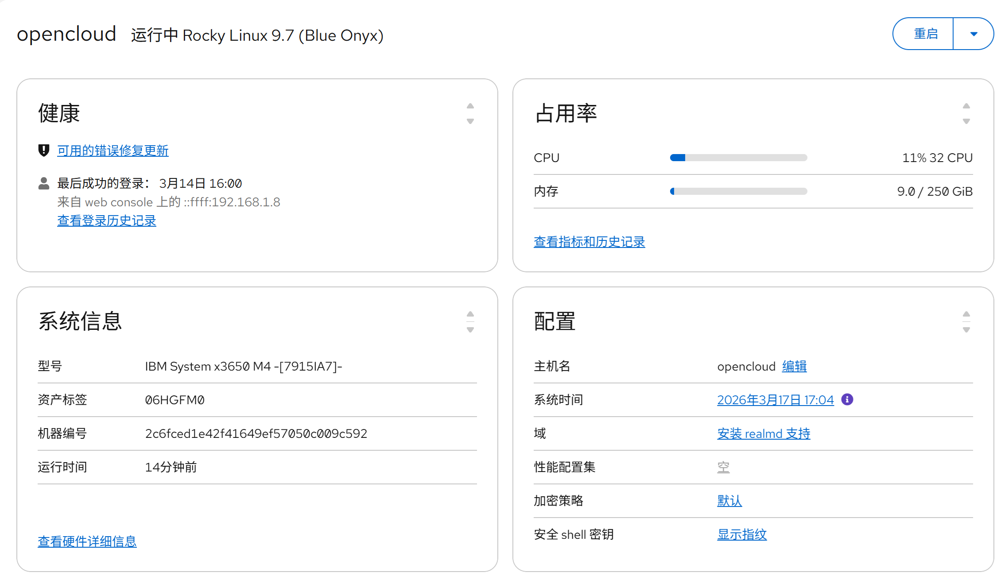 opencloud 运行中 Rocky Linux 9.7 (Blue Onyx)
重启
健康
可用的错误修复更新
最后成功的登录： 3月14日 16:00
来自 web console 上的 ::ffff:192.168.1.8
查看登录历史记录
占用率
CPU 11% 32 CPU
内存 9.0 / 250 GiB
查看指标和历史记录
系统信息
型号 IBM System x3650 M4 -[7915IA7]-
资产标签 06HGFM0
机器编号 2c6fced1e42f41649ef57050c009c592
运行时间 14分钟前
查看硬件详细信息
配置
主机名 opencloud 编辑
系统时间 2026年3月17日 17:04
域 安装 realmd 支持
性能配置集 空
加密策略 默认
安全 shell 密钥 显示指纹